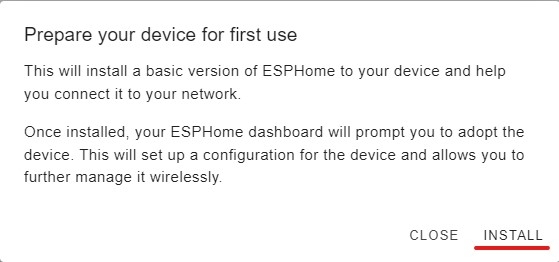 Prepare your device for first use
This will install a basic version of ESPHome to your device and help
you connect it to your network.
Once installed, your ESPHome dashboard will prompt you to adopt the
device. This will set up a configuration for the device and allows you to
further manage it wirelessly.
CLOSE INSTALL